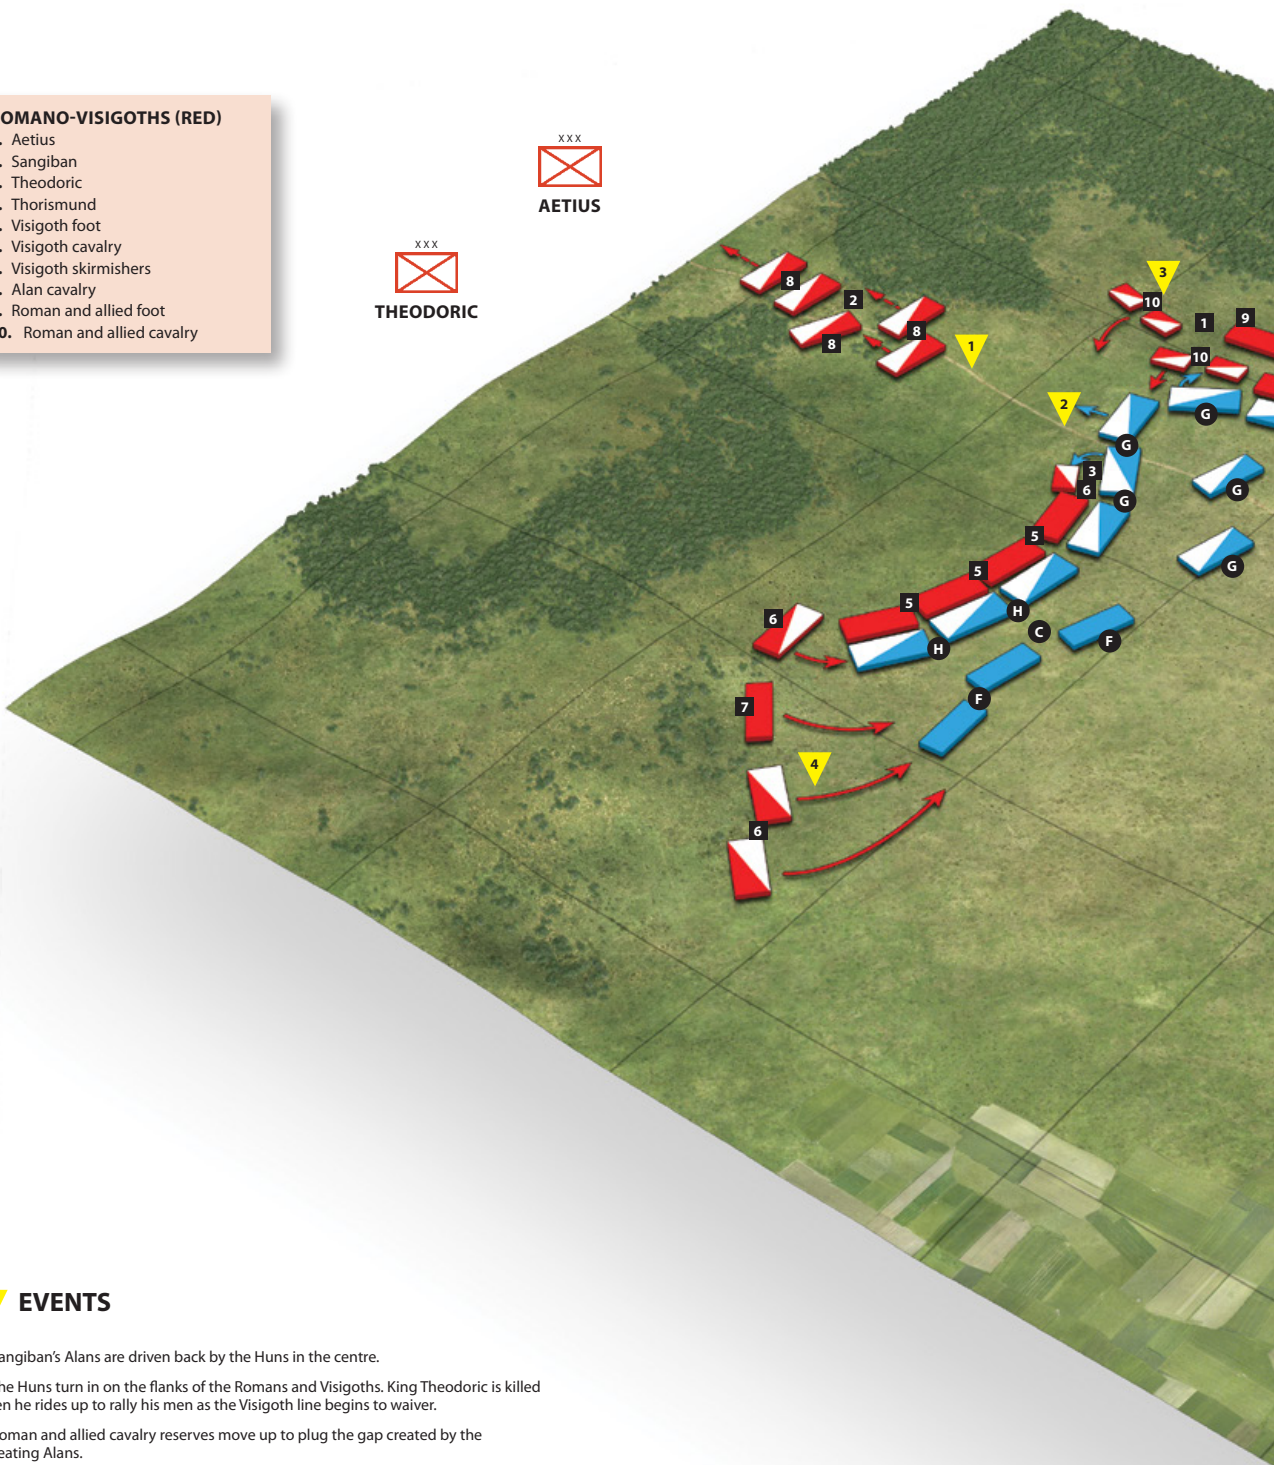 OMANO-VISIGOTHS (RED)
. Aetius
. Sangiban
. Theodoric
. Thorismund
. Visigoth foot
. Visigoth cavalry
. Visigoth skirmishers
. Alan cavalry
. Roman and allied foot
0. Roman and allied cavalry
xxx
AETIUS
xxx
THEODORIC
3
10
1
9
8
2
8
8
1
10
2
G
G
3
6
G
G
5
G
5
5
H
C
F
6
H
F
7
4
6
EVENTS
angiban's Alans are driven back by the Huns in the centre.
he Huns turn in on the flanks of the Romans and Visigoths. King Theodoric is killed
en he rides up to rally his men as the Visigoth line begins to waiver.
oman and allied cavalry reserves move up to plug the gap created by the
eating Alans.